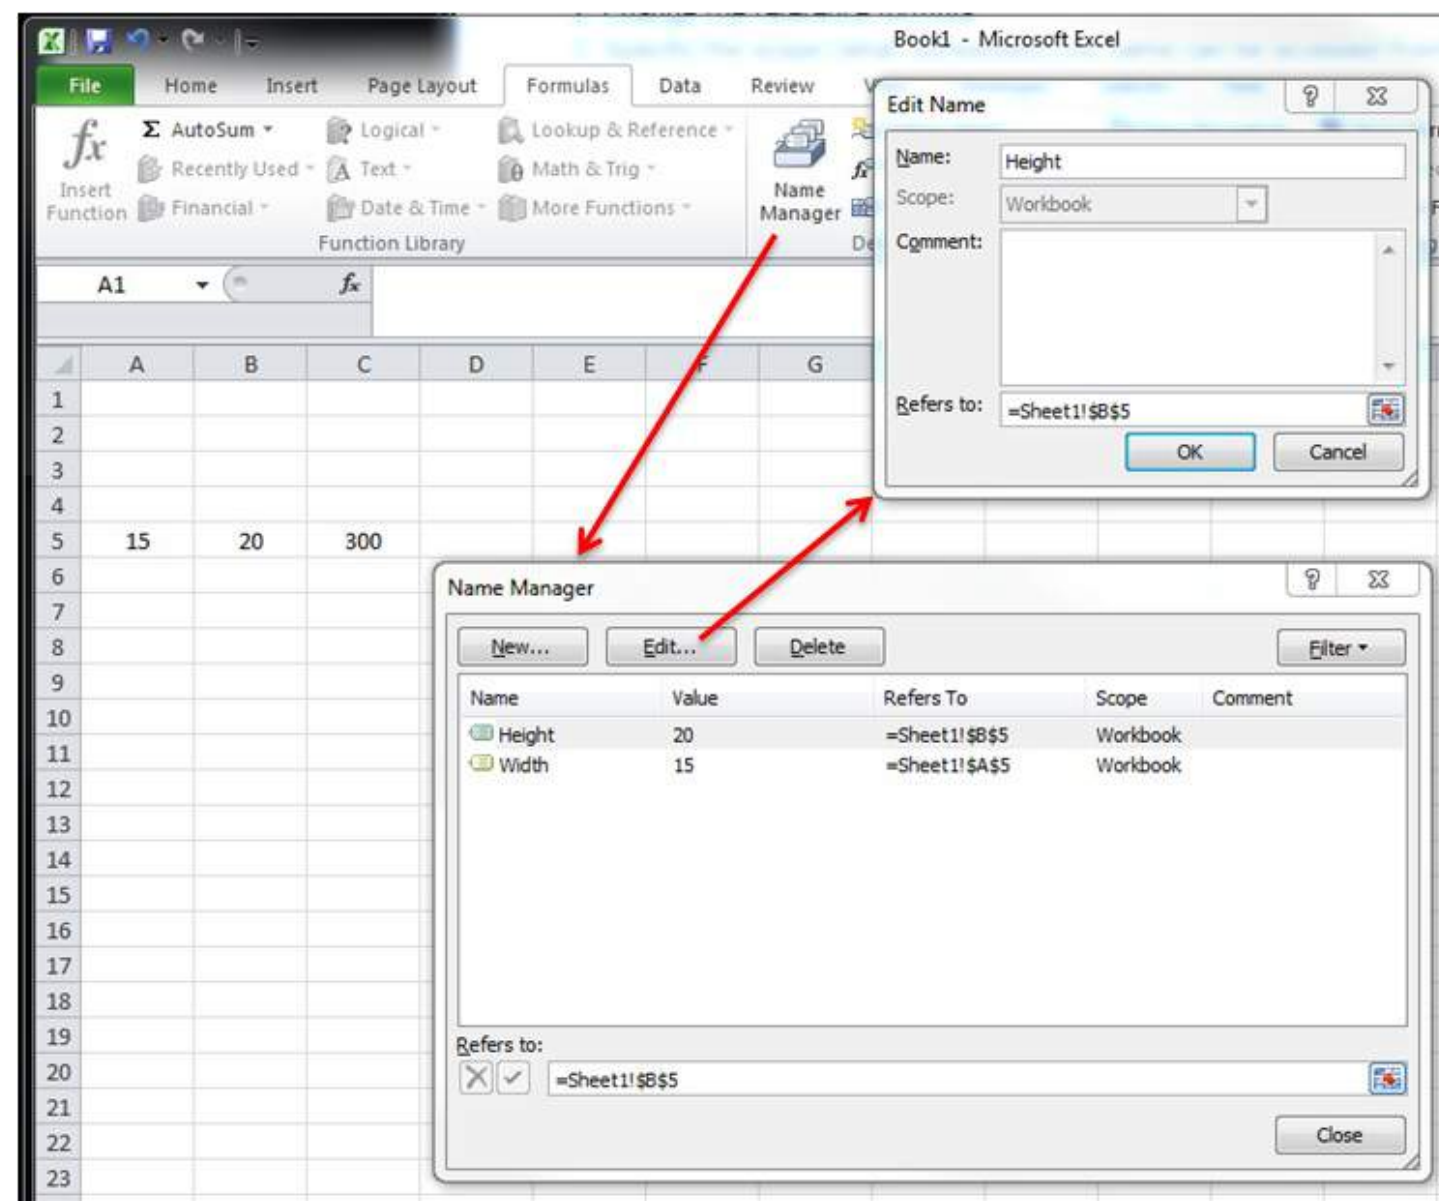 Book1 - Microsoft Excel
File Home Insert Page Layout Formulas Data Review
Insert Function
Σ AutoSum
Recently Used
Financial
Logical
Text
Date & Time
Lookup & Reference
Math & Trig
More Functions
Function Library
Name Manager
A1 fx
A B C D E F G
1
2
3
4
5 15 20 300
6
7
8
9
10
11
12
13
14
15
16
17
18
19
20
21
22
23
Edit Name
Name: Height
Scope: Workbook
Comment:
Refers to: =Sheet1!$B$5
OK Cancel
Name Manager
New... Edit... Delete Filter
Name Value Refers To Scope Comment
Height 20 =Sheet1!$B$5 Workbook
Width 15 =Sheet1!$A$5 Workbook
Refers to:
=Sheet1!$B$5
Close